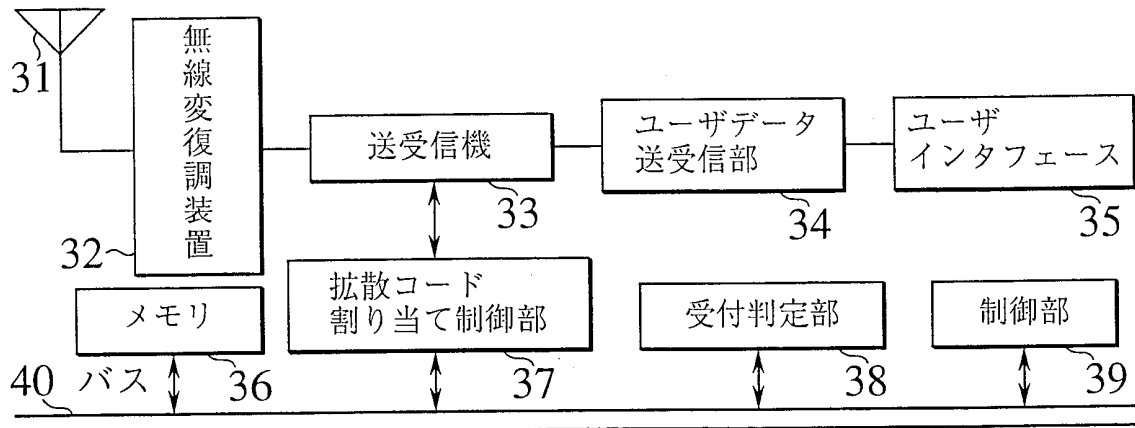 31
無線変復調装置
32
送受信機
33
ユーザデータ
送受信部
34
ユーザ
インタフェース
35
メモリ
36
拡散コード
割り当て制御部
37
受付判定部
38
制御部
39
40
バス